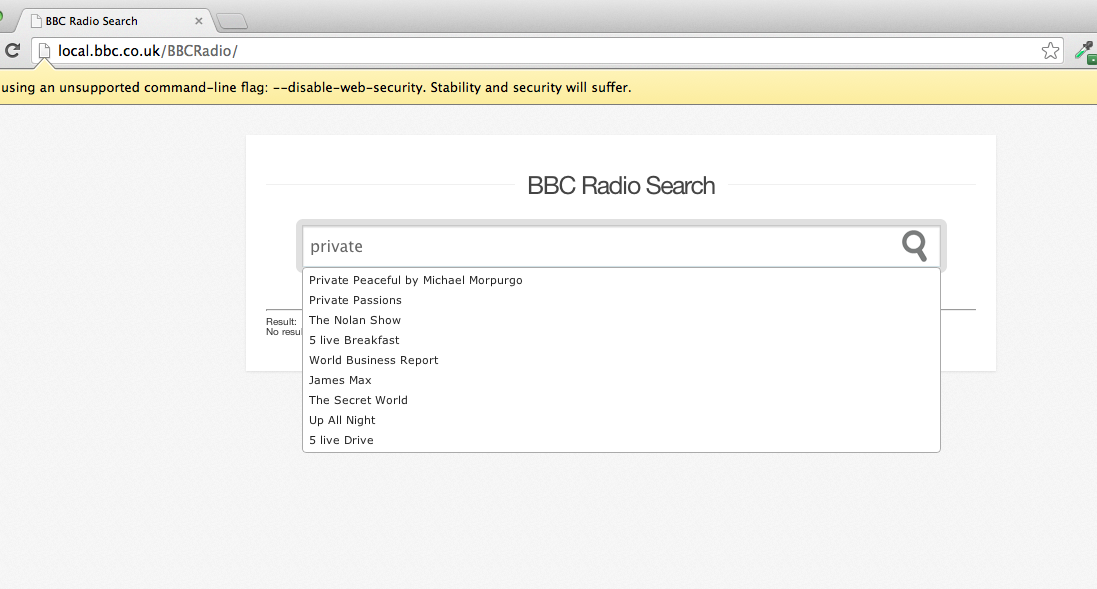 BBC Radio Search
local.bbc.co.uk/BBCRadio/
using an unsupported command-line flag: --disable-web-security. Stability and security will suffer.
BBC Radio Search
private
Private Peaceful by Michael Morpurgo
Private Passions
The Nolan Show
5 live Breakfast
World Business Report
James Max
The Secret World
Up All Night
5 live Drive
Result:
No